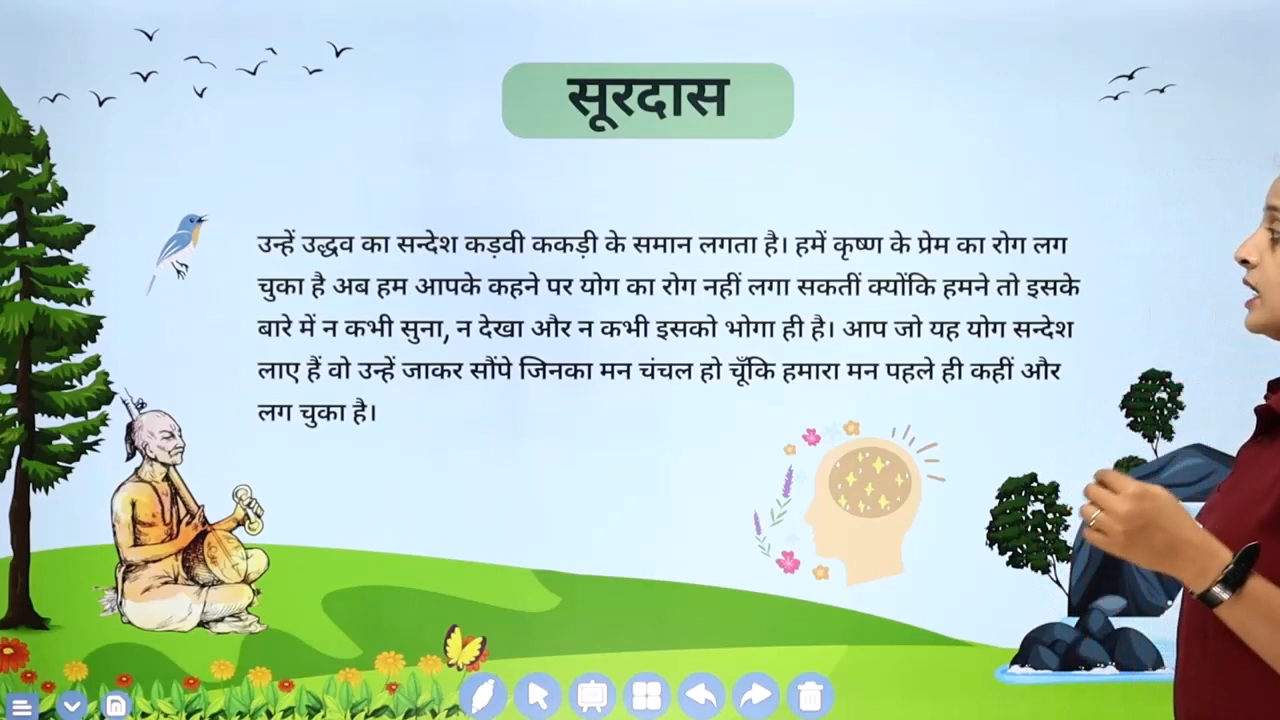 सूरदास
उन्हें उद्धव का सन्देश कड़वी ककड़ी के समान लगता है। हमें कृष्ण के प्रेम का रोग लग
चुका है अब हम आपके कहने पर योग का रोग नहीं लगा सकतीं क्योंकि हमने तो इसके
बारे में न कभी सुना, न देखा और न कभी इसको भोगा ही है। आप जो यह योग सन्देश
लाए हैं वो उन्हें जाकर सौंपे जिनका मन चंचल हो चूँकि हमारा मन पहले ही कहीं और
लग चुका है।